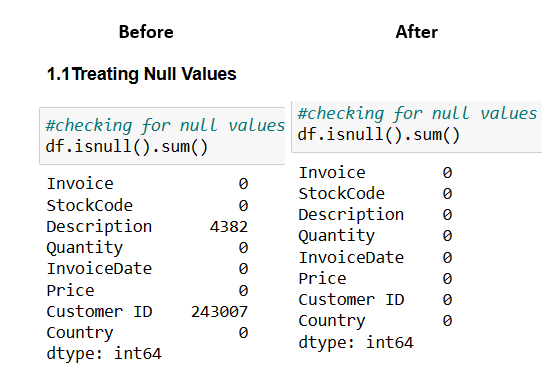 Before
1.1Treating Null Values
#checking for null values
df.isnull().sum()
Invoice 0
StockCode 0
Description 4382
Quantity 0
InvoiceDate 0
Price 0
Customer ID 243007
Country 0
dtype: int64
After
#checking for null values
df.isnull().sum()
Invoice 0
StockCode 0
Description 0
Quantity 0
InvoiceDate 0
Price 0
Customer ID 0
Country 0
dtype: int64